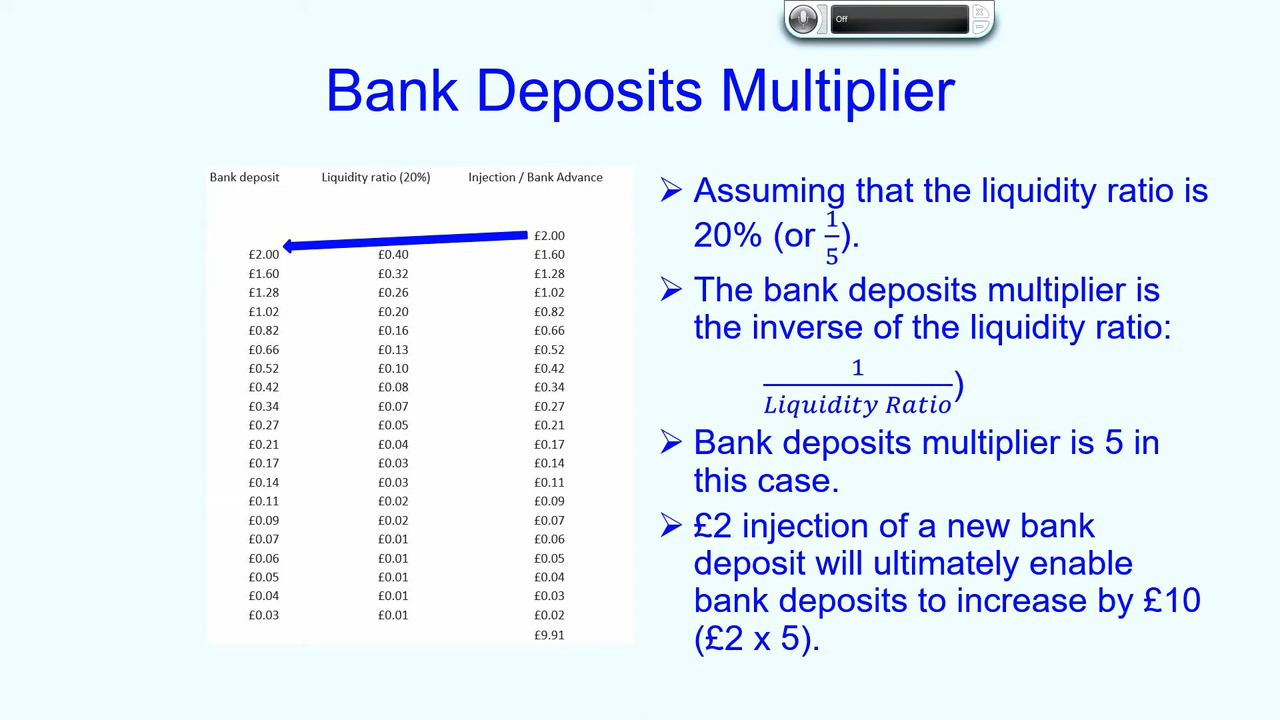 Off
Bank Deposits Multiplier
Bank deposit Liquidity ratio (20%) Injection / Bank Advance
£2.00
£2.00 £0.40 £1.60
£1.60 £0.32 £1.28
£1.28 £0.26 £1.02
£1.02 £0.20 £0.82
£0.82 £0.16 £0.66
£0.66 £0.13 £0.52
£0.52 £0.10 £0.42
£0.42 £0.08 £0.34
£0.34 £0.07 £0.27
£0.27 £0.05 £0.21
£0.21 £0.04 £0.17
£0.17 £0.03 £0.14
£0.14 £0.03 £0.11
£0.11 £0.02 £0.09
£0.09 £0.02 £0.07
£0.07 £0.01 £0.06
£0.06 £0.01 £0.05
£0.05 £0.01 £0.04
£0.04 £0.01 £0.03
£0.03 £0.01 £0.02
£9.91
➢ Assuming that the liquidity ratio is
20% (or 1/5).
➢ The bank deposits multiplier is
the inverse of the liquidity ratio:
1
Liquidity Ratio)
➢ Bank deposits multiplier is 5 in
this case.
➢ £2 injection of a new bank
deposit will ultimately enable
bank deposits to increase by £10
(£2 x 5).